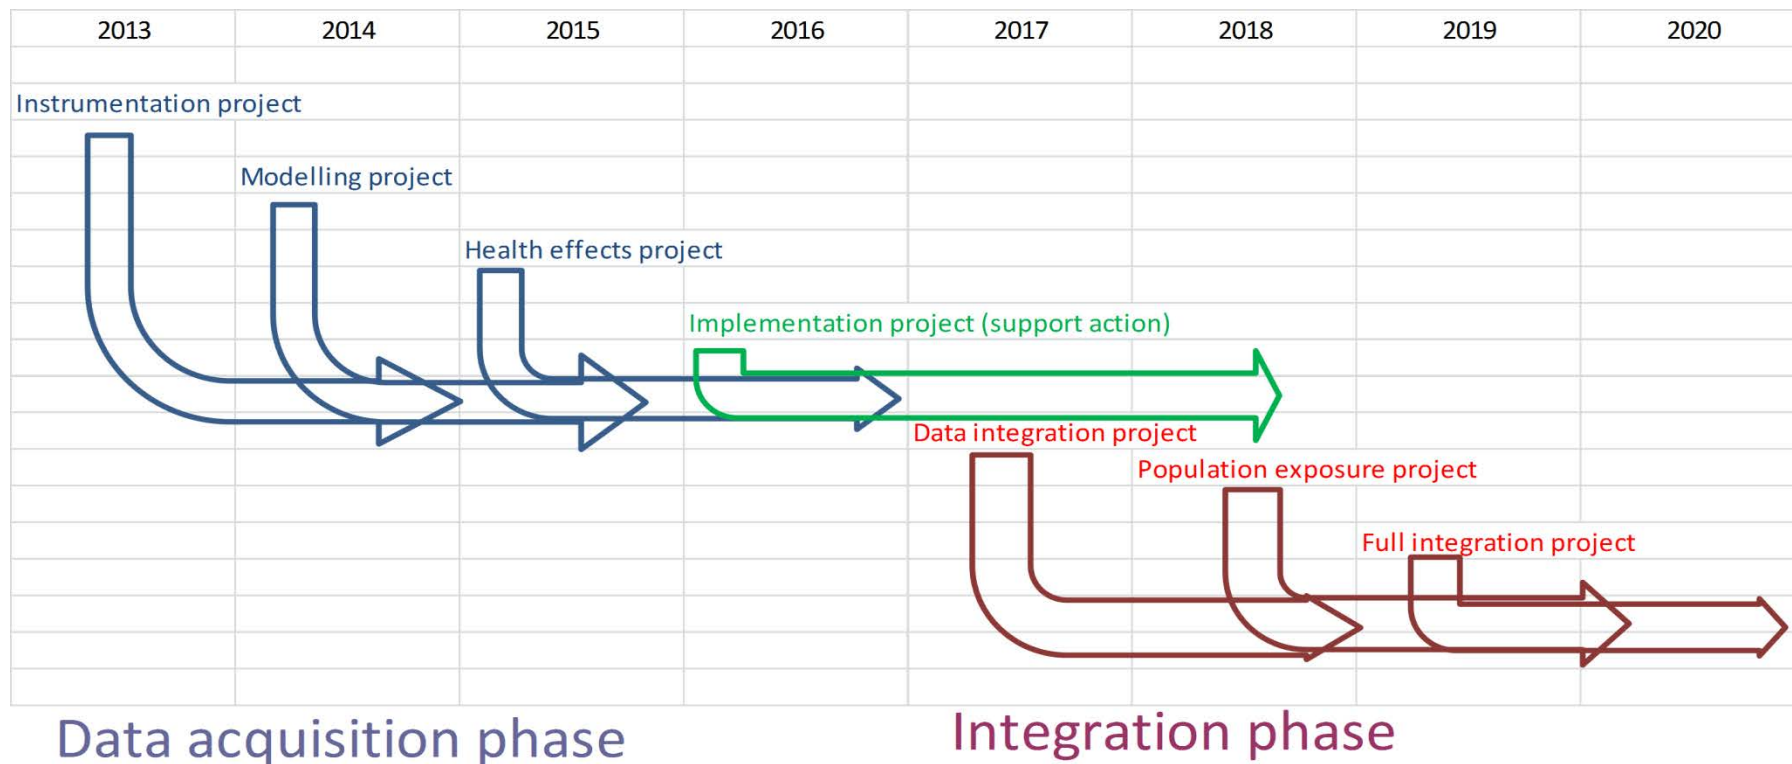 2013 2014 2015 2016 2017 2018 2019 2020
Instrumentation project
Modelling project
Health effects project
Implementation project (support action)
Data integration project
Population exposure project
Full integration project
Data acquisition phase
Integration phase